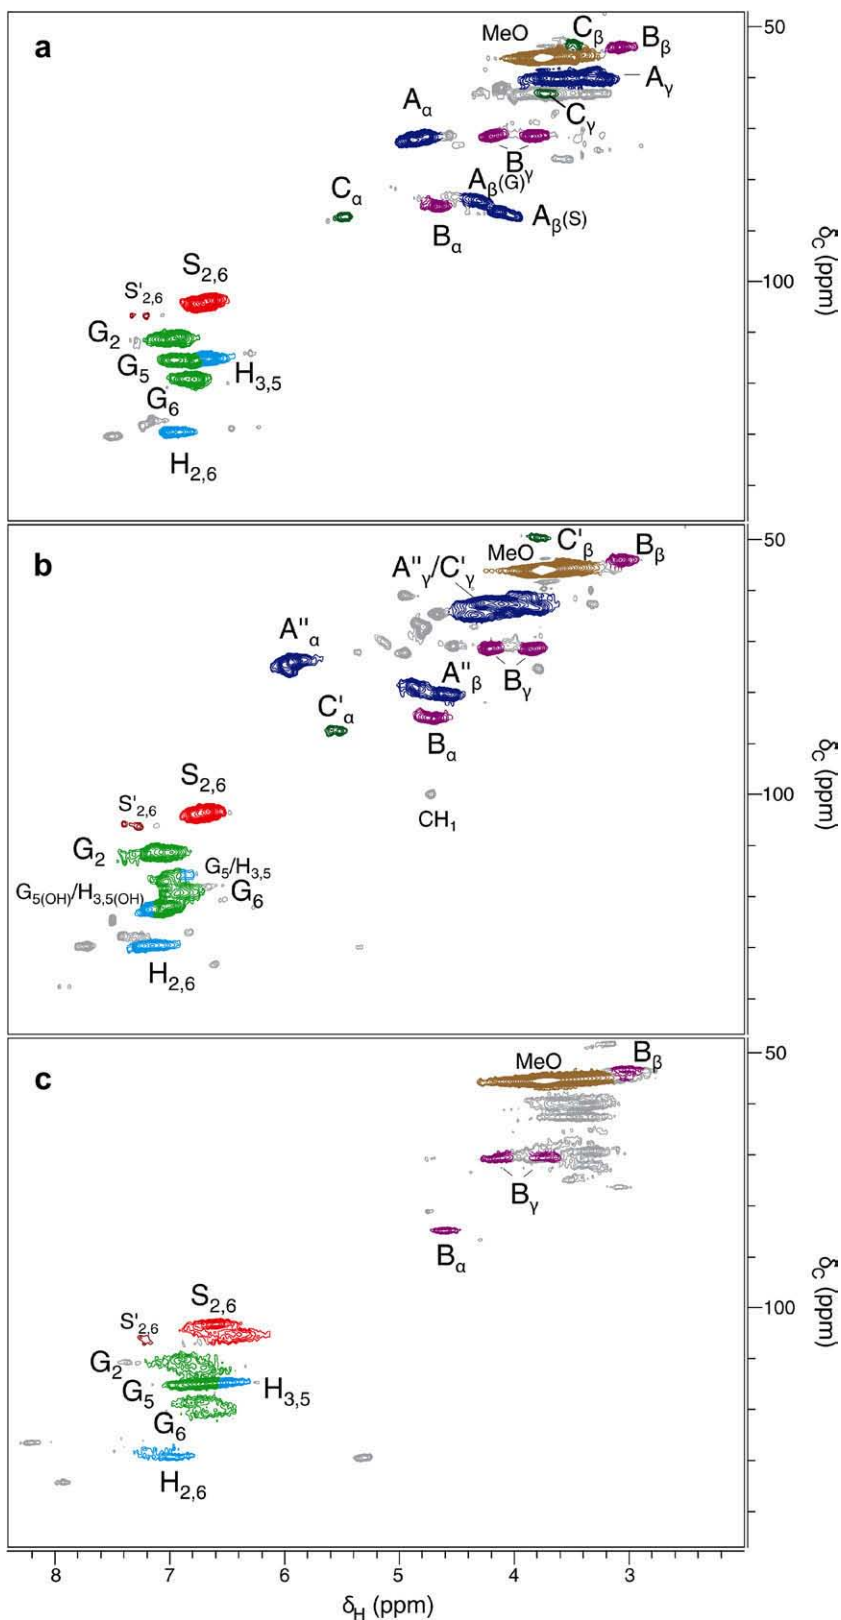 a
MeO
Cβ
Bβ
Aγ
Cγ
Aα
Bγ
Aβ(G)
Aβ(S)
Cα
Bα
S2,6
S'2,6
G2
G5
H3,5
G6
H2,6
50
100
δC (ppm)
b
MeO
C'β
Bβ
A''γ/C'γ
A''α
A''β
Bγ
C'α
Bα
S2,6
S'2,6
CH1
G2
G5/H3,5
G5(OH)/H3,5(OH)
G6
H2,6
50
100
δC (ppm)
c
MeO
Bβ
Bγ
Bα
S2,6
S'2,6
G2
G5
H3,5
G6
H2,6
50
100
δC (ppm)
8 7 6 5 4 3
δH (ppm)